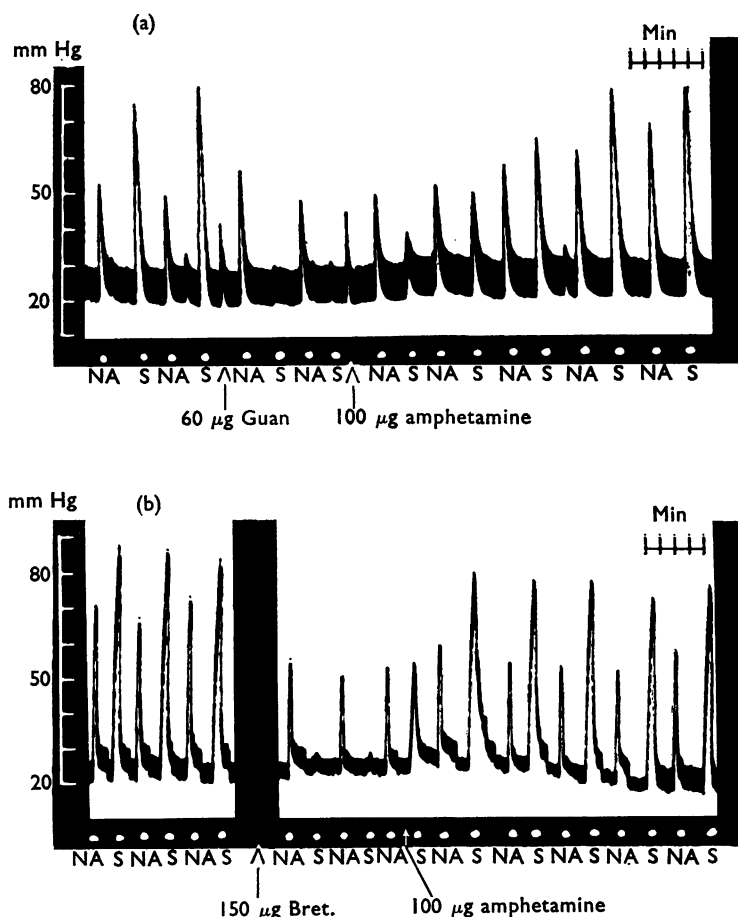 (a)
mm Hg
Min
80
50
20
NA S NA S Λ NA S NA S Λ NA S NA S NA S NA S NA S
60 μg Guan 100 μg amphetamine
(b)
mm Hg
Min
80
50
20
NA S NA S NA S Λ NA S NA S NA S NA S NA S NA S NA S NA S
150 μg Bret. 100 μg amphetamine